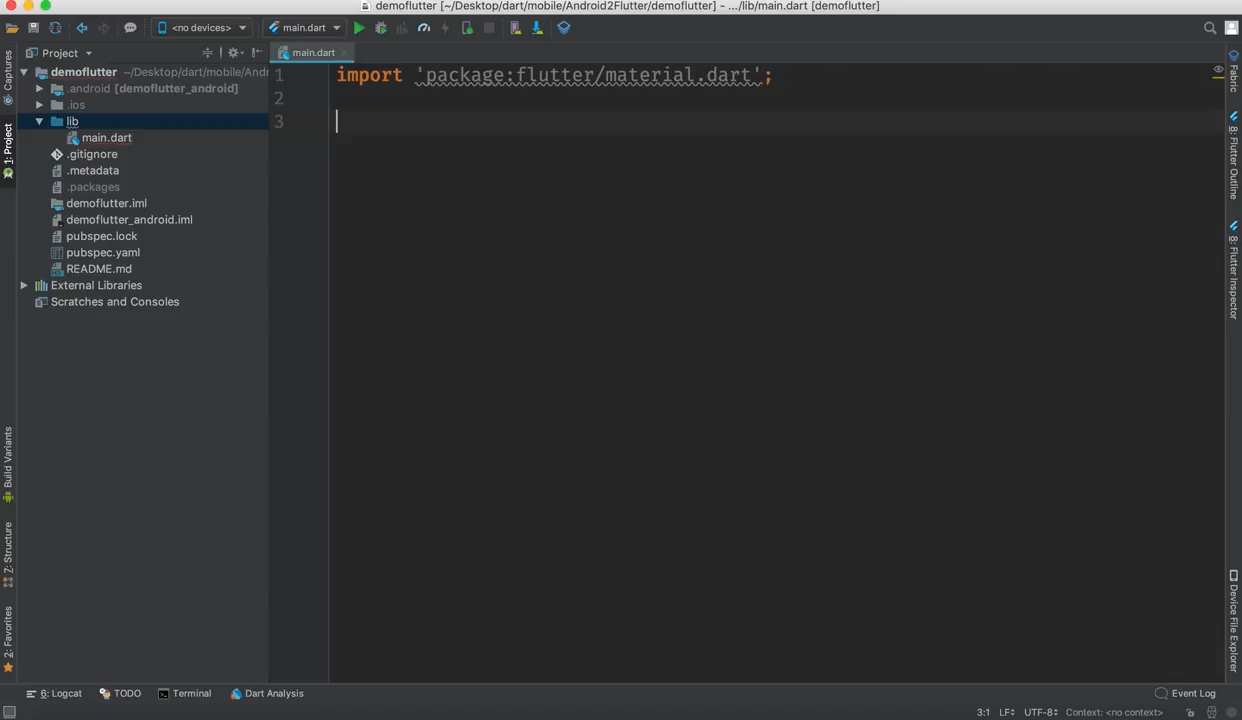 demoflutter [~/Desktop/dart/mobile/Android2Flutter/demoflutter] - .../lib/main.dart [demoflutter]
<no devices>
main.dart
Project
main.dart
demoflutter ~/Desktop/dart/mobile/Andr
.android [demoflutter_android]
.ios
lib
main.dart
.gitignore
.metadata
.packages
demoflutter.iml
demoflutter_android.iml
pubspec.lock
pubspec.yaml
README.md
External Libraries
Scratches and Consoles
1 import 'package:flutter/material.dart';
2
3
Captures
1: Project
Build Variants
7: Structure
2: Favorites
Fabric
8: Flutter Outline
8: Flutter Inspector
Device File Explorer
6: Logcat
TODO
Terminal
Dart Analysis
Event Log
3:1 LF UTF-8 Context: <no context>